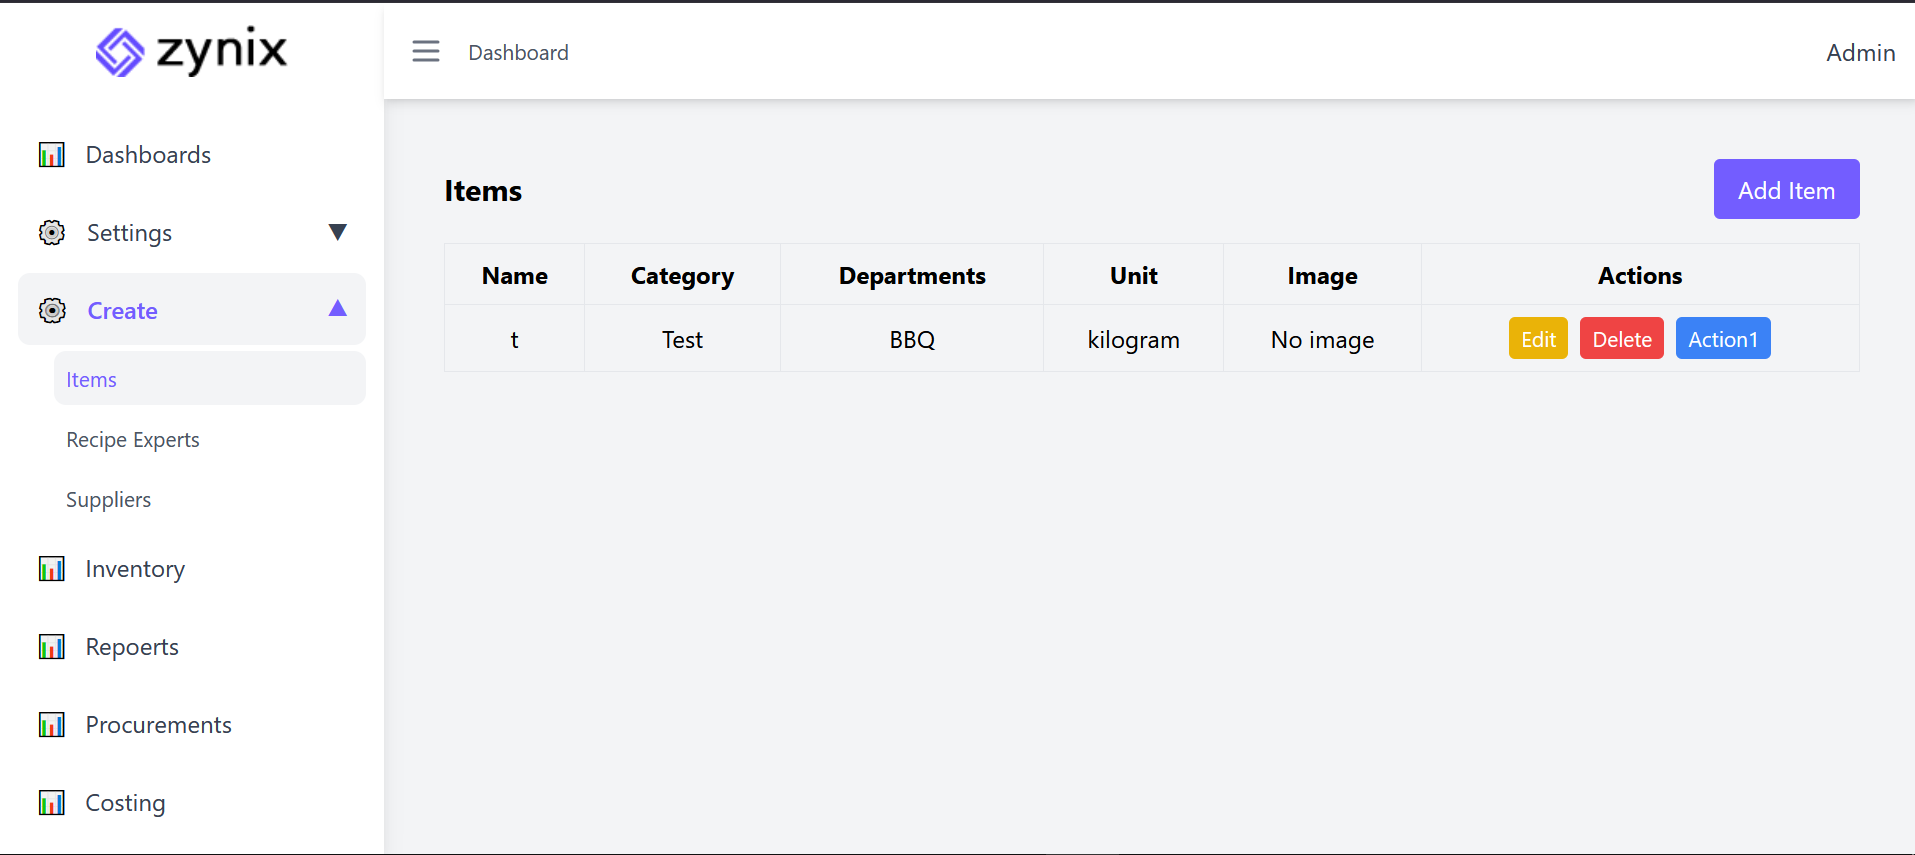 zynix
Dashboard
Admin
Dashboards
Settings
Create
Items
Recipe Experts
Suppliers
Inventory
Repoerts
Procurements
Costing
Items
Add Item
Name Category Departments Unit Image Actions
t Test BBQ kilogram No image Edit Delete Action1